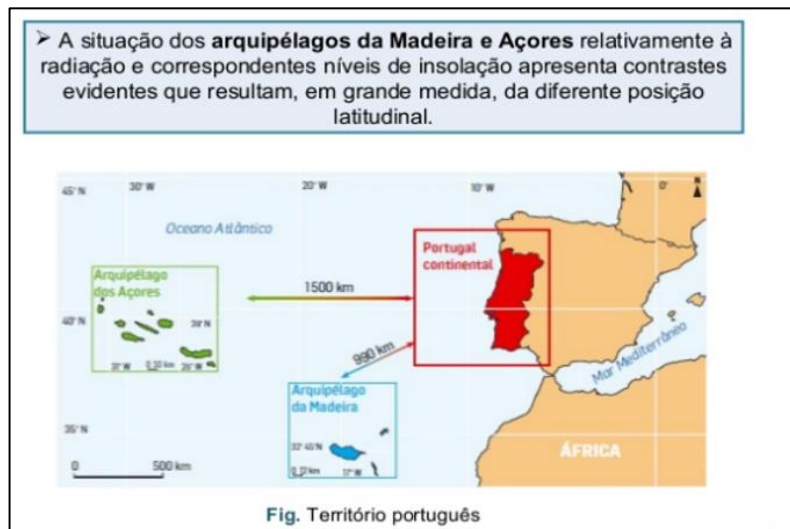 ➢ A situação dos arquipélagos da Madeira e Açores relativamente à
radiação e correspondentes níveis de insolação apresenta contrastes
evidentes que resultam, em grande medida, da diferente posição
latitudinal.
45° N
30° W
20° W
10° W
0°
N
Oceano Atlântico
Portugal
continental
Arquipélago
dos Açores
1500 km
40° N
39° N
31° W
990 km
Mar Mediterrâneo
Arquipélago
da Madeira
35° N
ÁFRICA
17° W
0
500 km
Fig. Território português